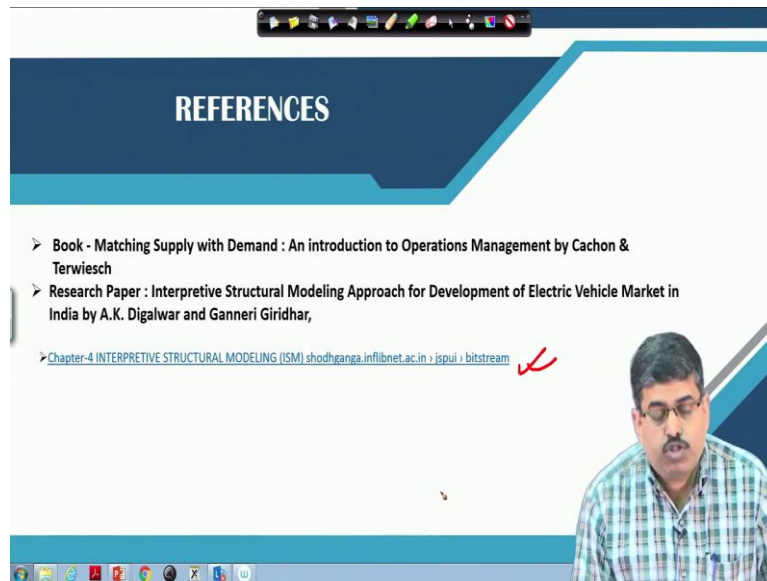 REFERENCES
➢ Book - Matching Supply with Demand : An introduction to Operations Management by Cachon &
Terwiesch
➢ Research Paper : Interpretive Structural Modeling Approach for Development of Electric Vehicle Market in
India by A.K. Digalwar and Ganneri Giridhar,
➢Chapter-4 INTERPRETIVE STRUCTURAL MODELING (ISM) shodhganga.inflibnet.ac.in › jspui › bitstream